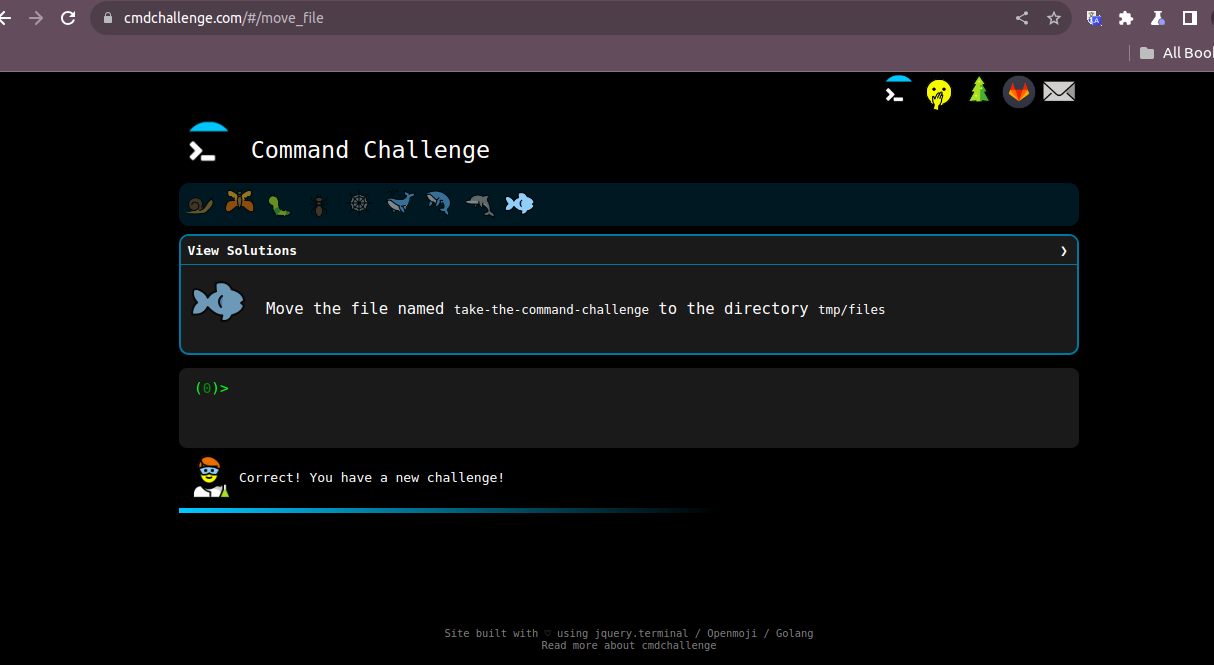 cmdchallenge.com/#/move_file
All Bool
Command Challenge
View Solutions
Move the file named take-the-command-challenge to the directory tmp/files
(0)>
Correct! You have a new challenge!
Site built with ♡ using jquery.terminal / Openmoji / Golang
Read more about cmdchallenge